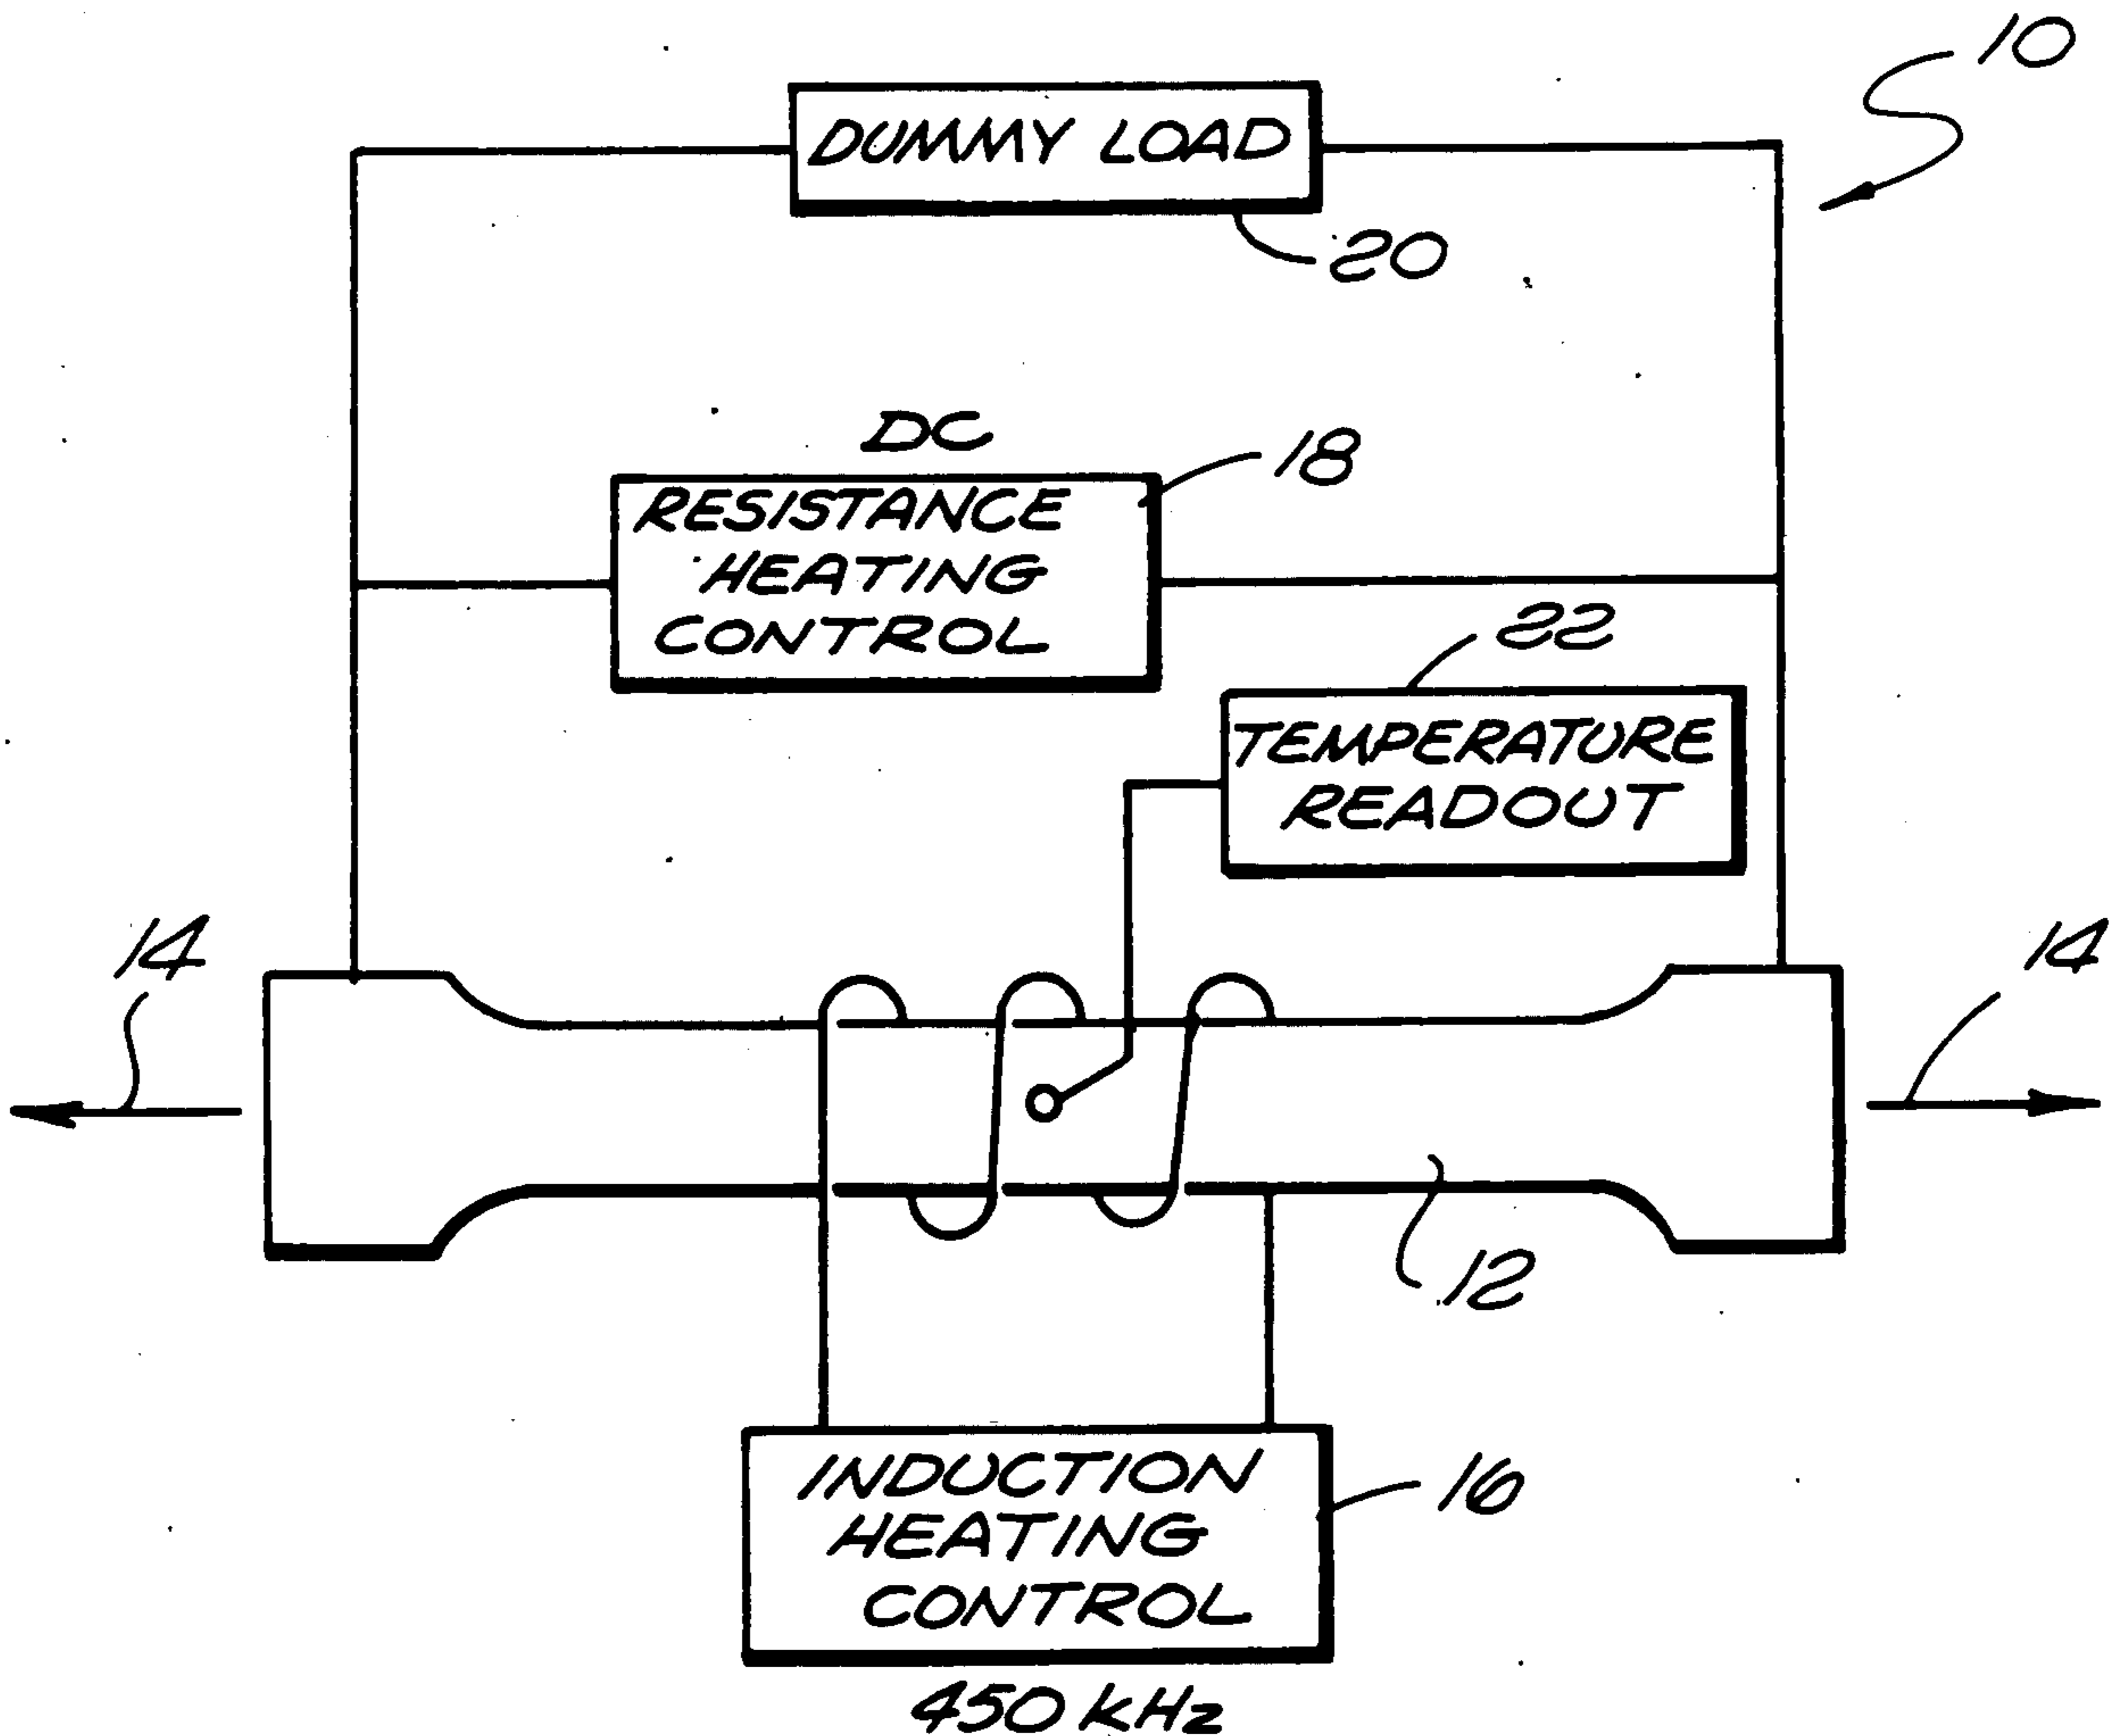 10
DUMMY LOAD
20
DC
18
RESISTANCE
HEATING
CONTROL
22
TEMPERATURE
READOUT
14
14
12
INDUCTION
HEATING
CONTROL
16
450 kHz